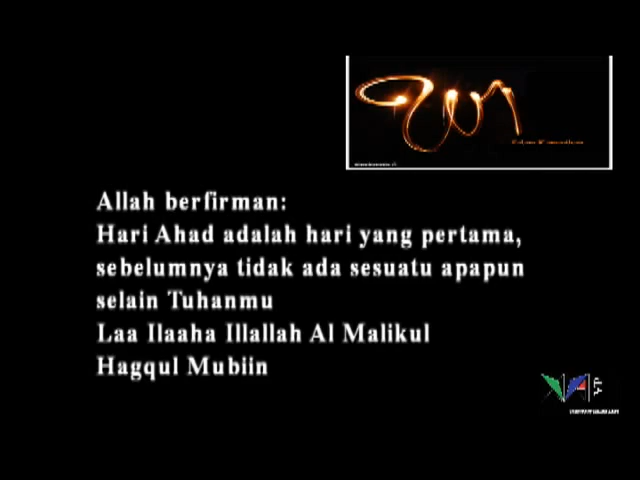 Allah berfirman:
Hari Ahad adalah hari yang pertama,
sebelumnya tidak ada sesuatu apapun
selain Tuhanmu
Laa Ilaaha Illallah Al Malikul
Hagqul Mubiin